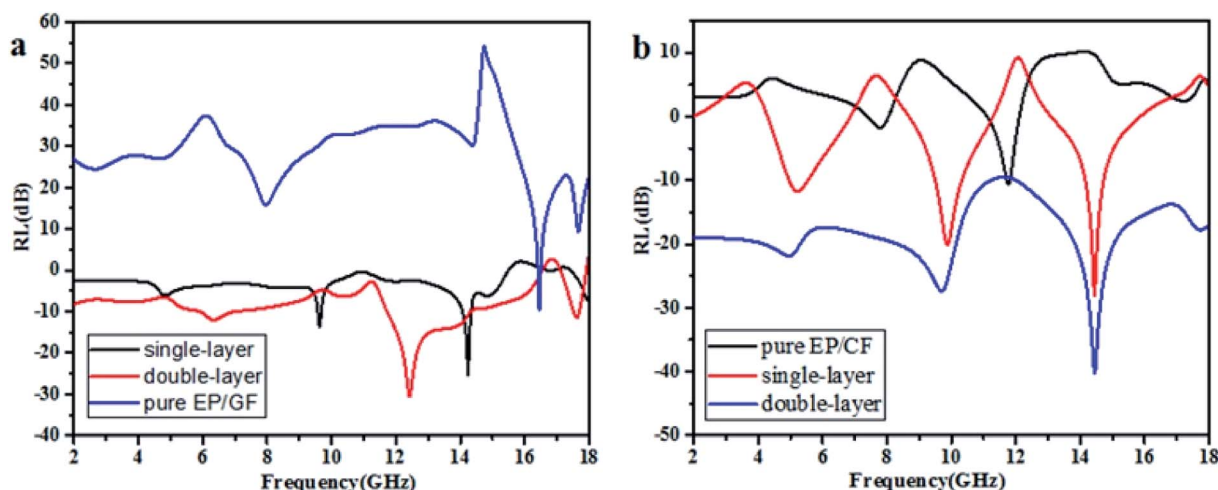 a
60
50
40
30
20
10
0
-10
-20
-30
-40
RL(dB)
single-layer
double-layer
pure EP/GF
2 4 6 8 10 12 14 16 18
Frequency(GHz)
b
10
0
-10
-20
-30
-40
-50
RL(dB)
pure EP/CF
single-layer
double-layer
2 4 6 8 10 12 14 16 18
Frequency(GHz)